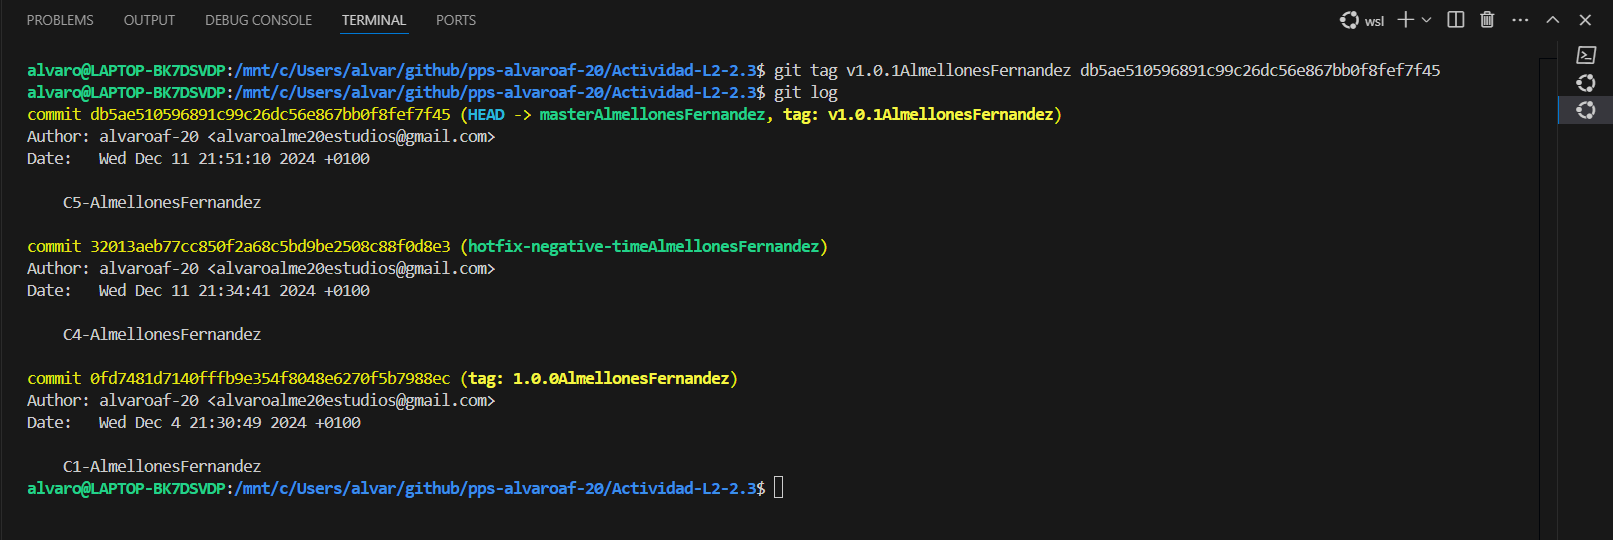 PROBLEMS OUTPUT DEBUG CONSOLE TERMINAL PORTS wsl
alvaro@LAPTOP-BK7DSVDP:/mnt/c/Users/alvar/github/pps-alvaroaf-20/Actividad-L2-2.3$ git tag v1.0.1AlmellonesFernandez db5ae510596891c99c26dc56e867bb0f8fef7f45
alvaro@LAPTOP-BK7DSVDP:/mnt/c/Users/alvar/github/pps-alvaroaf-20/Actividad-L2-2.3$ git log
commit db5ae510596891c99c26dc56e867bb0f8fef7f45 (HEAD -> masterAlmellonesFernandez, tag: v1.0.1AlmellonesFernandez)
Author: alvaroaf-20 <alvaroalme20estudios@gmail.com>
Date:   Wed Dec 11 21:51:10 2024 +0100
C5-AlmellonesFernandez
commit 32013aeb77cc850f2a68c5bd9be2508c88f0d8e3 (hotfix-negative-timeAlmellonesFernandez)
Author: alvaroaf-20 <alvaroalme20estudios@gmail.com>
Date:   Wed Dec 11 21:34:41 2024 +0100
C4-AlmellonesFernandez
commit 0fd7481d7140fffb9e354f8048e6270f5b7988ec (tag: 1.0.0AlmellonesFernandez)
Author: alvaroaf-20 <alvaroalme20estudios@gmail.com>
Date:   Wed Dec 4 21:30:49 2024 +0100
C1-AlmellonesFernandez
alvaro@LAPTOP-BK7DSVDP:/mnt/c/Users/alvar/github/pps-alvaroaf-20/Actividad-L2-2.3$